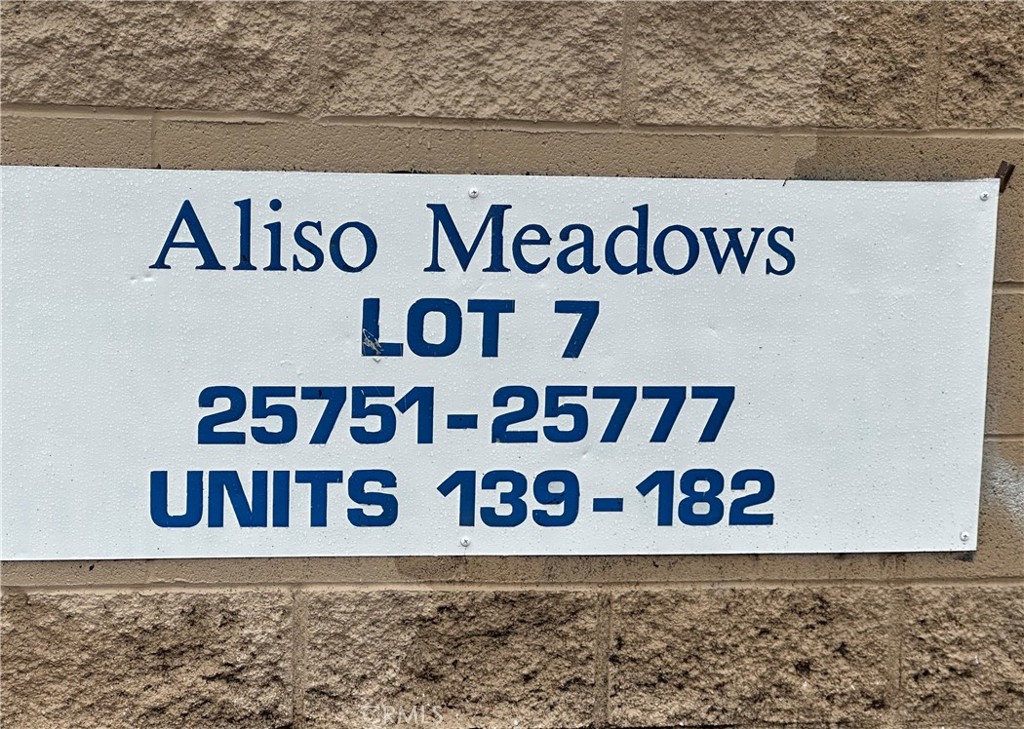 Aliso Meadows
LOT 7
25751-25777
UNITS 139-182
CRMLS